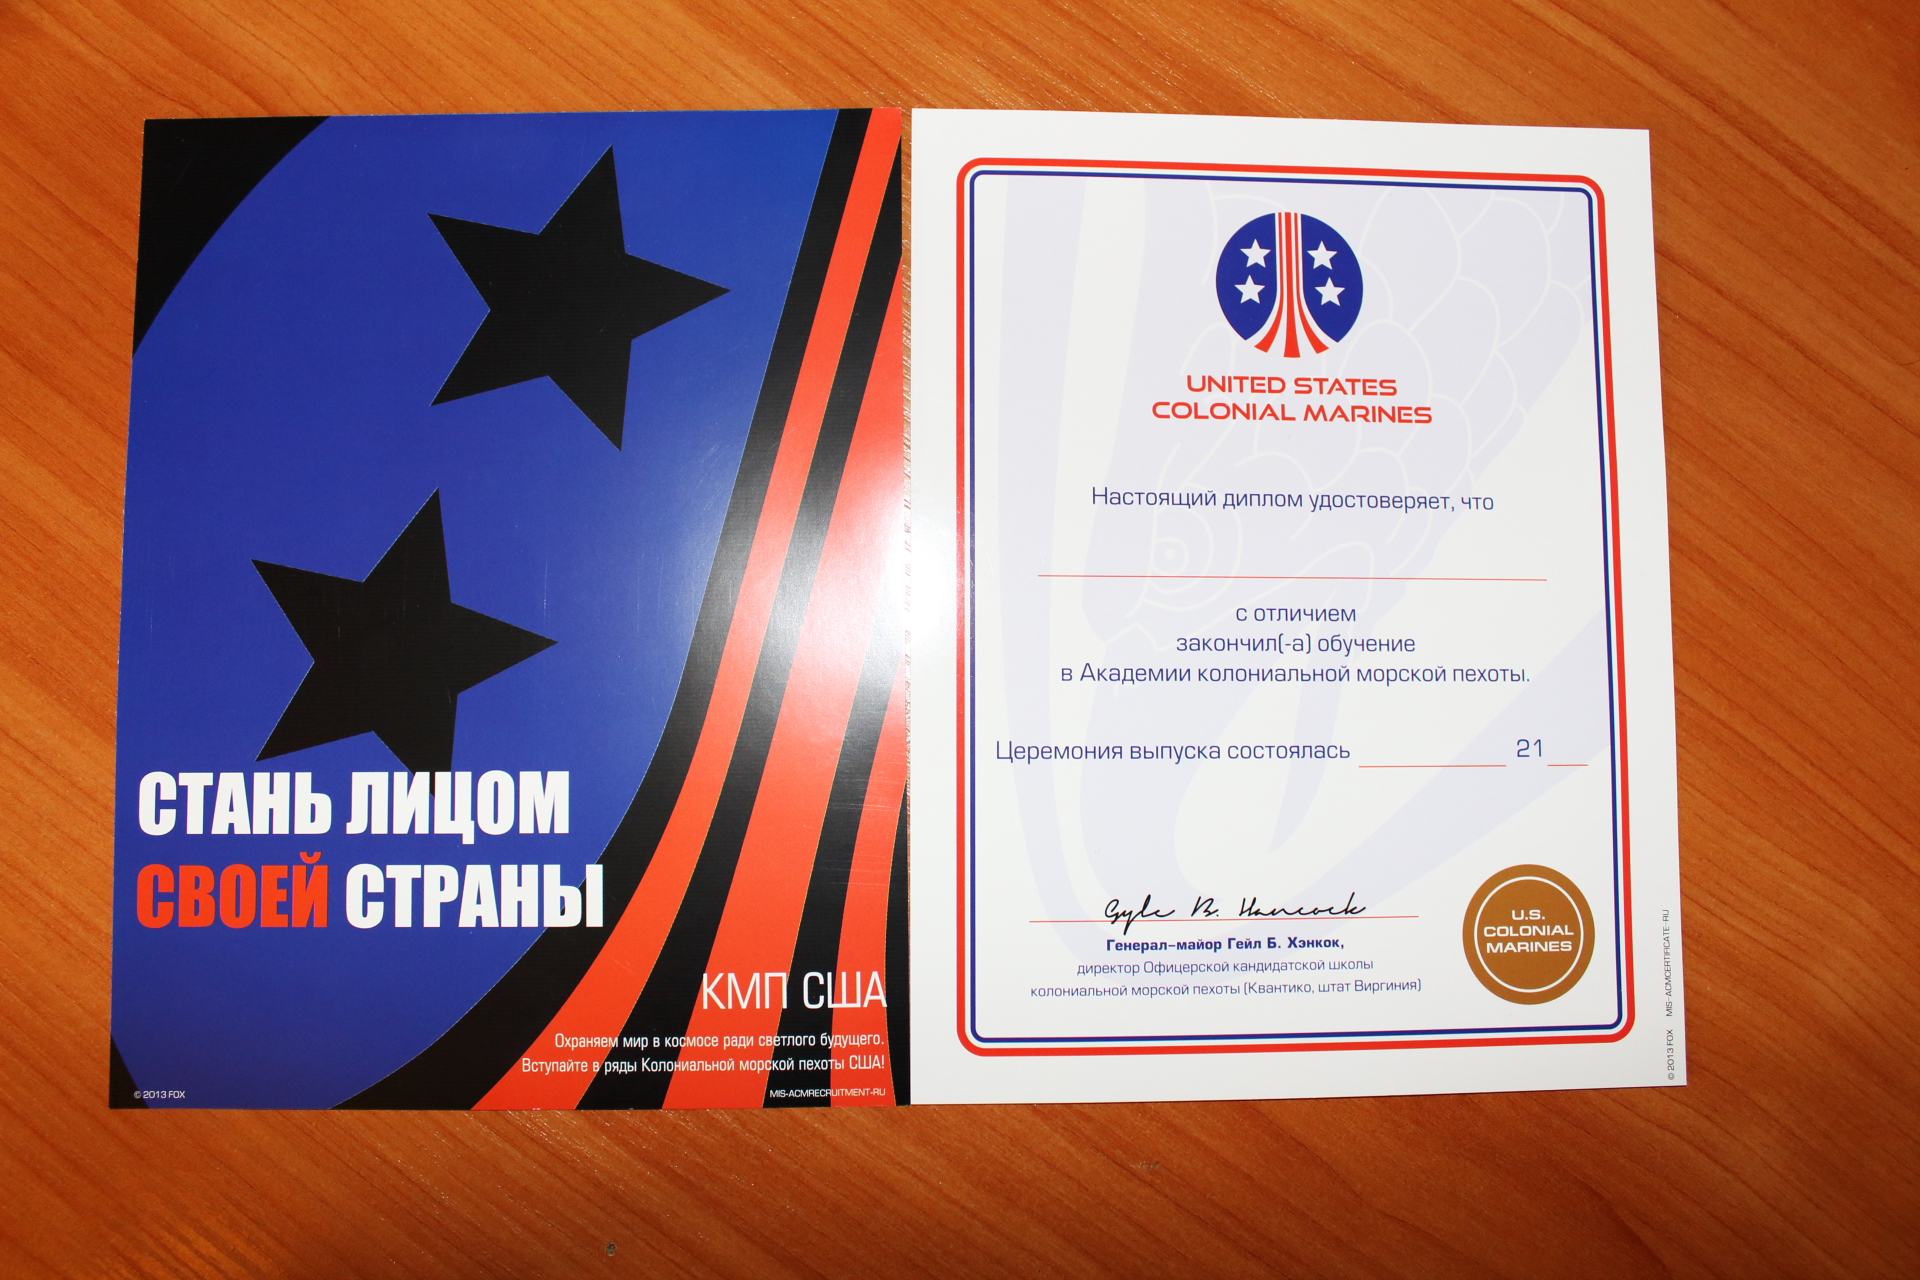 СТАНЬ ЛИЦОМ
СВОЕЙ СТРАНЫ
КМП США
Охраняем мир в космосе ради светлого будущего.
Вступайте в ряды Колониальной морской пехоты США!
© 2013 FOX
MIS-ACMRECRUITMENT-RU
UNITED STATES
COLONIAL MARINES
Настоящий диплом удостоверяет, что
с отличием
закончил(-а) обучение
в Академии колониальной морской пехоты.
Церемония выпуска состоялась 21
Gyle B. Hancock
Генерал-майор Гейл Б. Хэнкок,
директор Офицерской кандидатской школы
колониальной морской пехоты (Квантико, штат Виргиния)
U.S.
COLONIAL
MARINES
© 2013 FOX MIS-ACMCERTIFICATE-RU